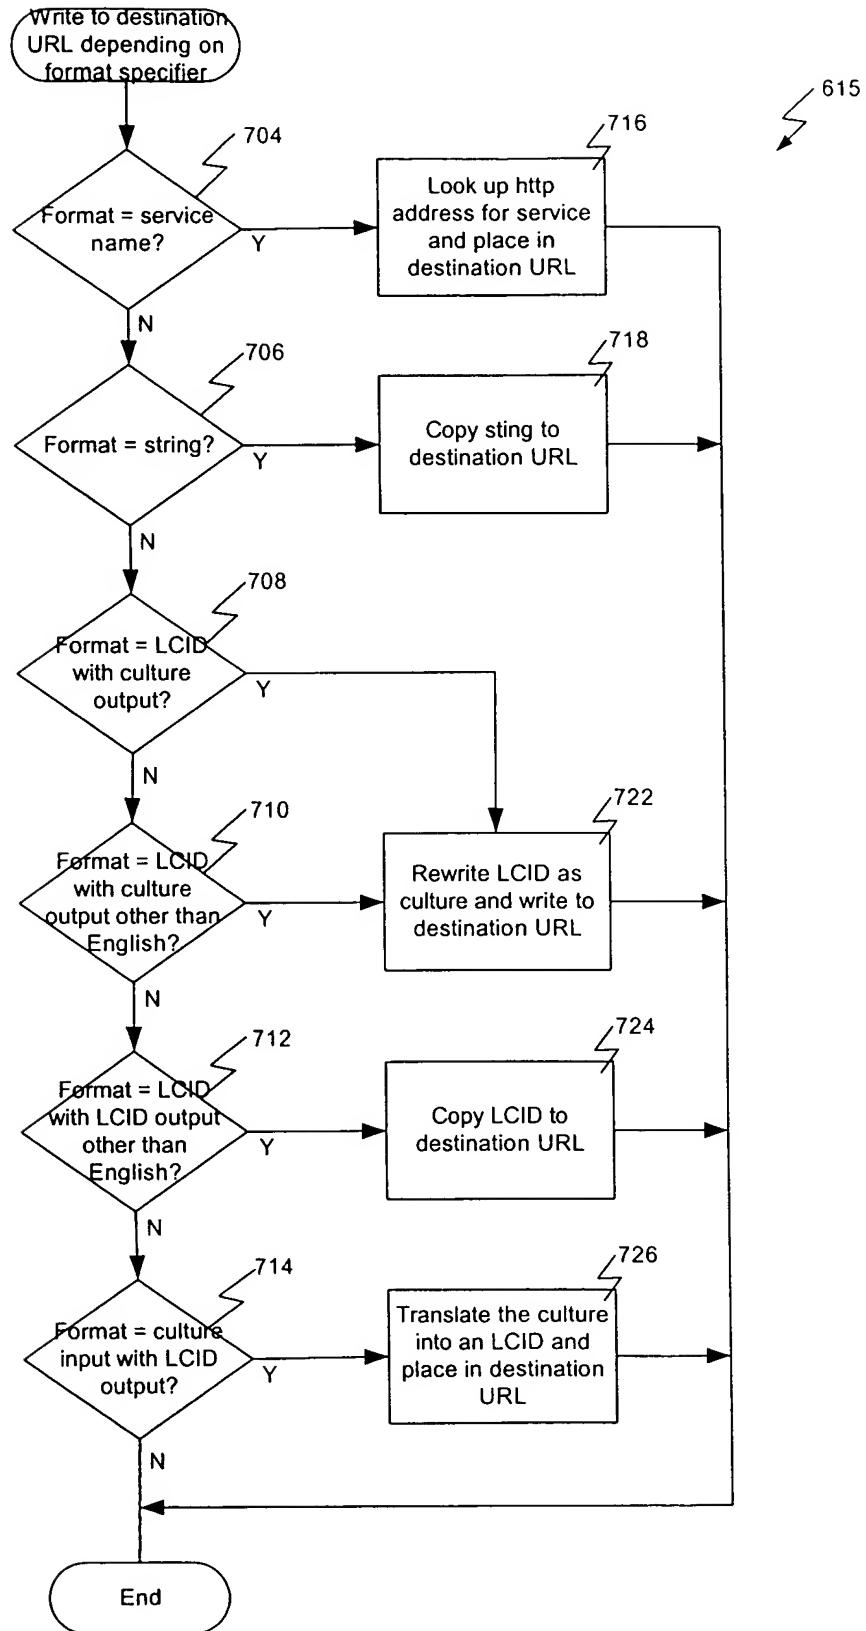 Write to destination
URL depending on
format specifier
615
704
Format = service
name?
Y
N
716
Look up http
address for service
and place in
destination URL
706
Format = string?
Y
N
718
Copy sting to
destination URL
708
Format = LCID
with culture
output?
Y
N
710
Format = LCID
with culture
output other than
English?
Y
N
722
Rewrite LCID as
culture and write to
destination URL
712
Format = LCID
with LCID output
other than
English?
Y
N
724
Copy LCID to
destination URL
714
Format = culture
input with LCID
output?
Y
N
726
Translate the culture
into an LCID and
place in destination
URL
End